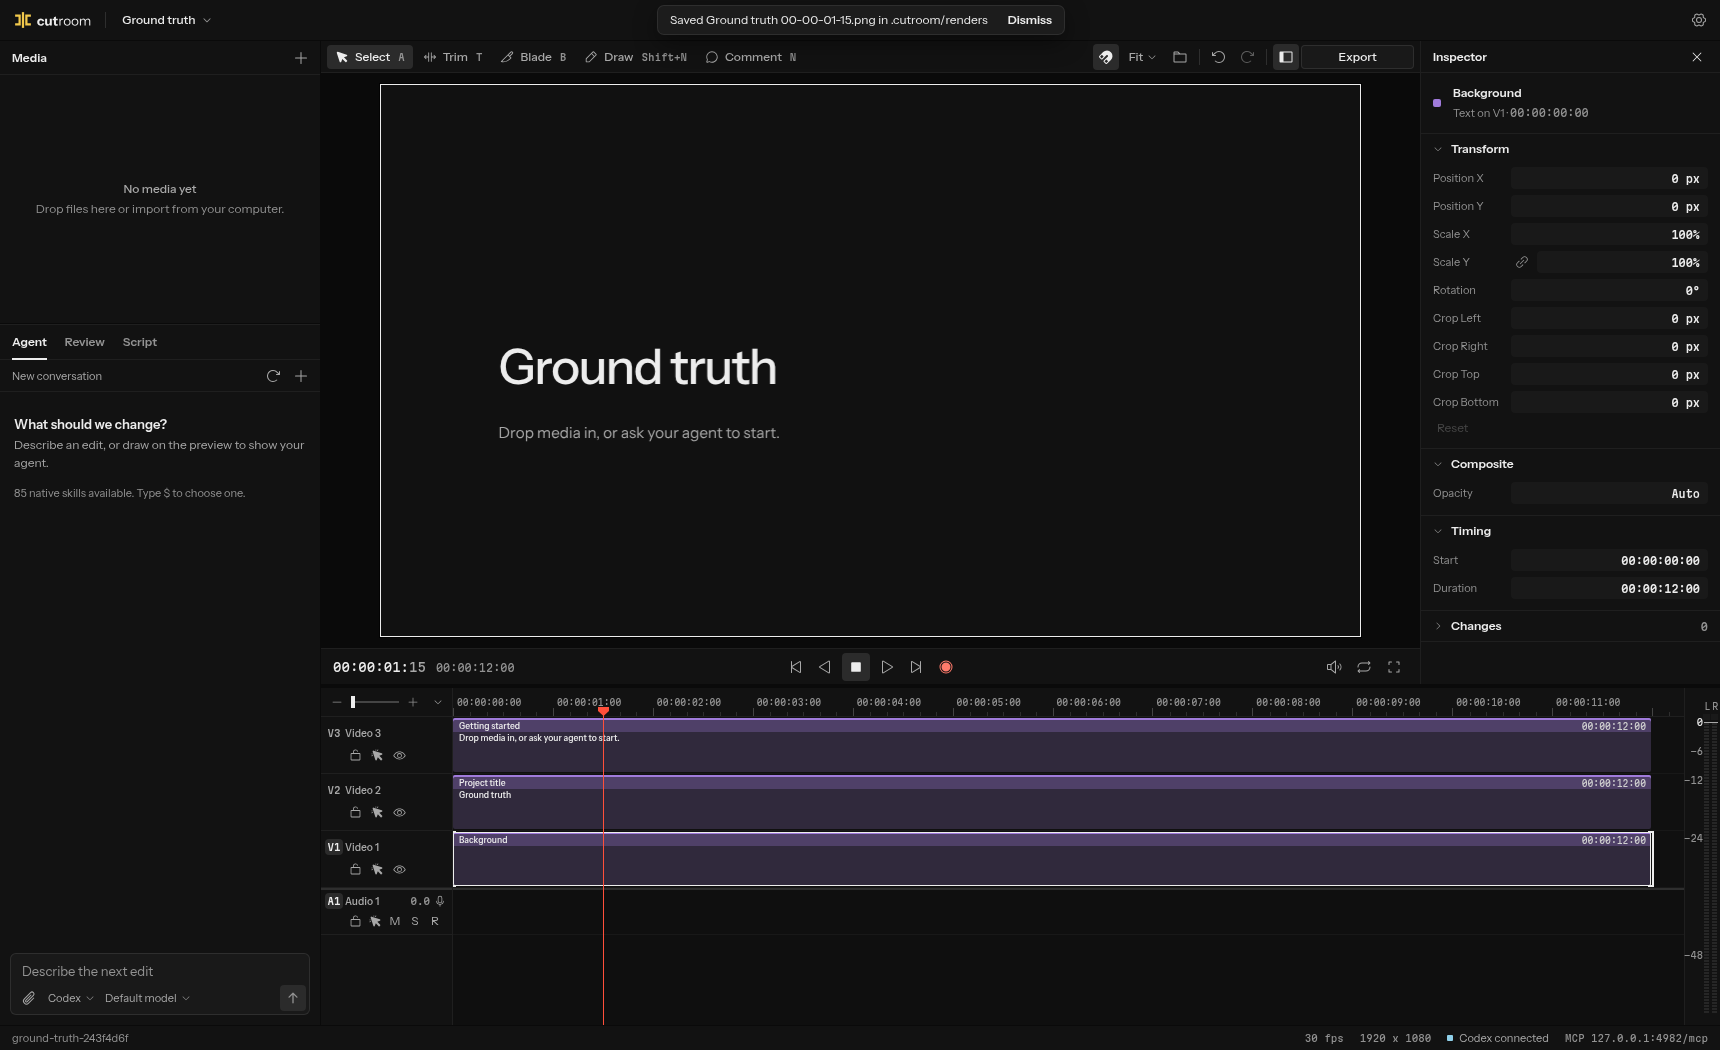 cutroom
Ground truth
Saved Ground truth 00-00-01-15.png in .cutroom/renders Dismiss
Media
Select A Trim T Blade B Draw Shift+N Comment N
Fit
Export
Inspector
No media yet
Drop files here or import from your computer.
Agent Review Script
New conversation
What should we change?
Describe an edit, or draw on the preview to show your
agent.
85 native skills available. Type $ to choose one.
Describe the next edit
Codex Default model
Ground truth
Drop media in, or ask your agent to start.
00:00:01:15 00:00:12:00
Background
Text on V1·00:00:00:00
Transform
Position X 0 px
Position Y 0 px
Scale X 100%
Scale Y 100%
Rotation 0°
Crop Left 0 px
Crop Right 0 px
Crop Top 0 px
Crop Bottom 0 px
Reset
Composite
Opacity Auto
Timing
Start 00:00:00:00
Duration 00:00:12:00
Changes 0
00:00:00:00 00:00:01:00 00:00:02:00 00:00:03:00 00:00:04:00 00:00:05:00 00:00:06:00 00:00:07:00 00:00:08:00 00:00:09:00 00:00:10:00 00:00:11:00
V3 Video 3
Getting started 00:00:12:00
Drop media in, or ask your agent to start.
V2 Video 2
Project title 00:00:12:00
Ground truth
V1 Video 1
Background 00:00:12:00
A1 Audio 1 0.0
M S R
L R
0
-6
-12
-24
-48
ground-truth-243f4d6f
30 fps 1920 x 1080 Codex connected MCP 127.0.0.1:4982/mcp